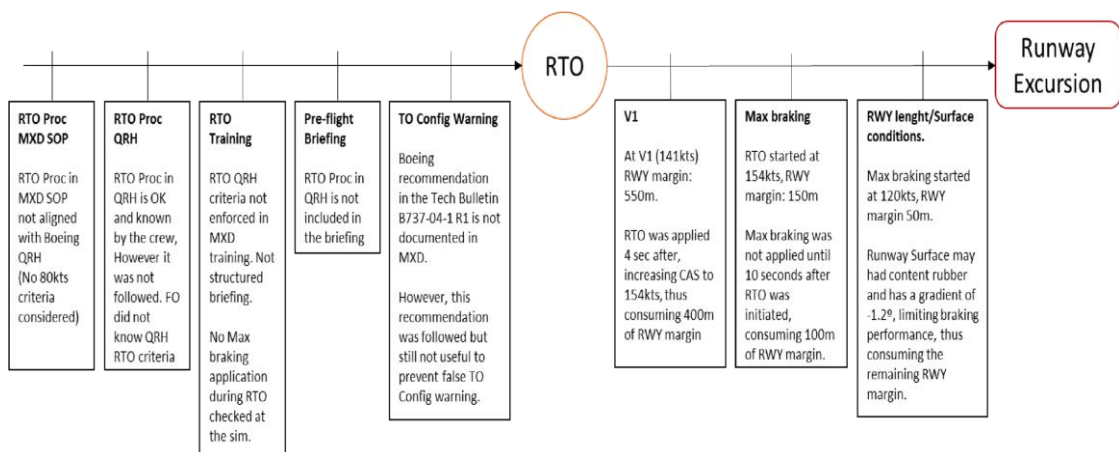 RTO
Runway
Excursion
RTO Proc
MXD SOP
RTO Proc in
MXD SOP
not aligned
with Boeing
QRH
(No 80kts
criteria
considered)
RTO Proc
QRH
RTO Proc in
QRH is OK
and known
by the crew,
However it
was not
followed. FO
did not
know QRH
RTO criteria
RTO
Training
RTO QRH
criteria not
enforced in
MXD
training. Not
structured
briefing.
No Max
braking
application
during RTO
checked at
the sim.
Pre-flight
Briefing
RTO Proc in
QRH is not
included in
the briefing
TO Config Warning
Boeing
recommendation
in the Tech Bulletin
B737-04-1 R1 is not
documented in
MXD.
However, this
recommendation
was followed but
still not useful to
prevent false TO
Config warning.
V1
At V1 (141kts)
RWY margin:
550m.
RTO was applied
4 sec after,
increasing CAS to
154kts, thus
consuming 400m
of RWY margin
Max braking
RTO started at
154kts, RWY
margin: 150m
Max braking was
not applied until
10 seconds after
RTO was
initiated,
consuming 100m
of RWY margin.
RWY lenght/Surface
conditions.
Max braking started
at 120kts, RWY
margin 50m.
Runway Surface may
had content rubber
and has a gradient of
-1.2º, limiting braking
performance, thus
consuming the
remaining RWY
margin.